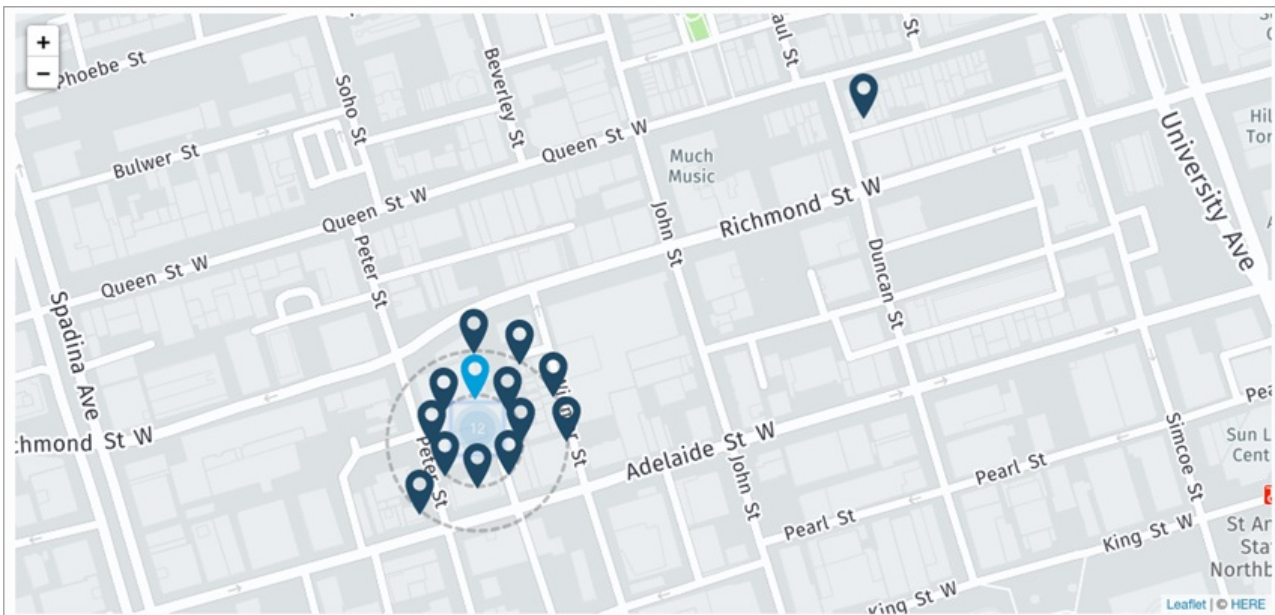 +
−
Phoebe St
Soho St
Beverley St
aul St
St
Bulwer St
Queen St W
Much
Music
Hil
Tor
University Ave
Queen St W
John St
Richmond St W
Queen St W
Peter St
Duncan St
Spadina Ave
chmond St W
12
Peter St
Adelaide St W
John St
Simcoe St
Pea
Sun L
Cent
Pearl St
Pearl St
King St W
St An
Stat
Northb
King St W
Leaflet | © HERE